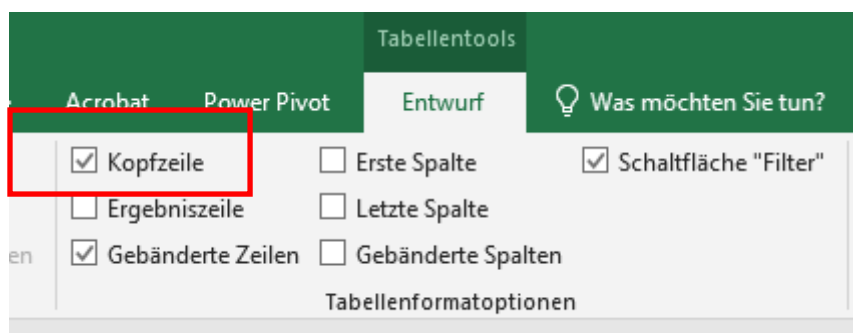 Tabellentools
Acrobat Power Pivot Entwurf Was möchten Sie tun?
Kopfzeile Erste Spalte Schaltfläche "Filter"
Ergebniszeile Letzte Spalte
en Gebänderte Zeilen Gebänderte Spalten
Tabellenformatoptionen